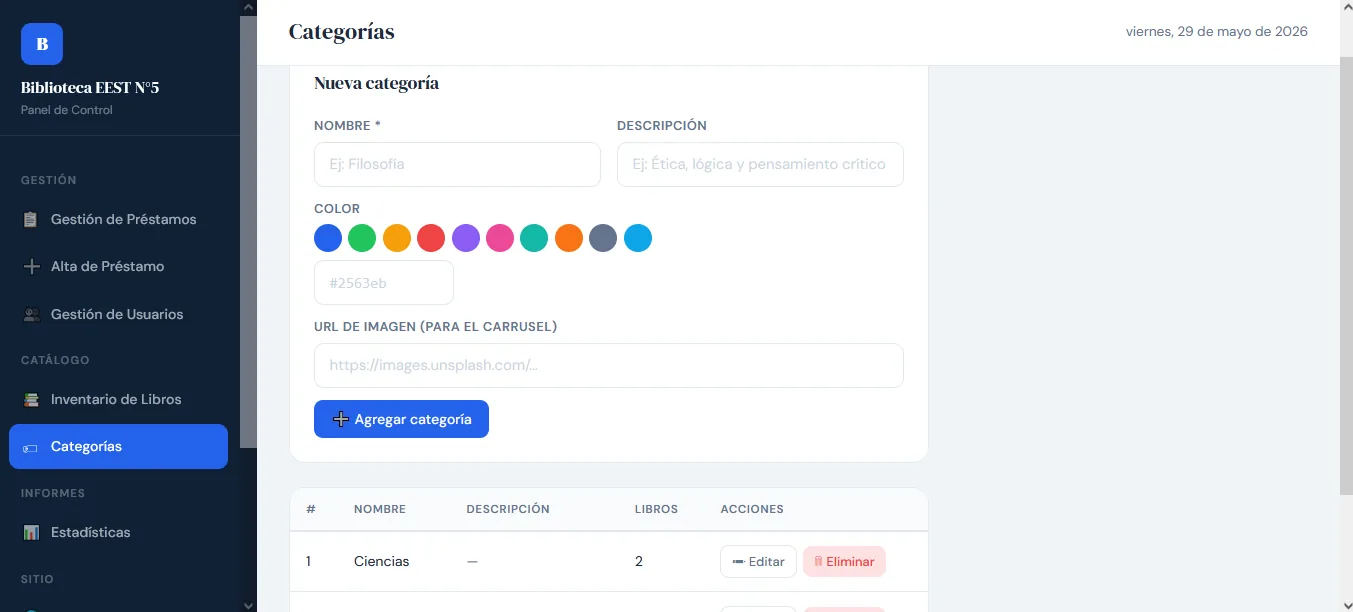 B
Biblioteca EEST N°5
Panel de Control
GESTIÓN
Gestión de Préstamos
Alta de Préstamo
Gestión de Usuarios
CATÁLOGO
Inventario de Libros
Categorías
INFORMES
Estadísticas
SITIO
Categorías
viernes, 29 de mayo de 2026
Nueva categoría
NOMBRE *
DESCRIPCIÓN
Ej: Filosofía
Ej: Ética, lógica y pensamiento crítico
COLOR
#2563eb
URL DE IMAGEN (PARA EL CARRUSEL)
https://images.unsplash.com/...
Agregar categoría
# NOMBRE DESCRIPCIÓN LIBROS ACCIONES
1 Ciencias — 2 Editar Eliminar